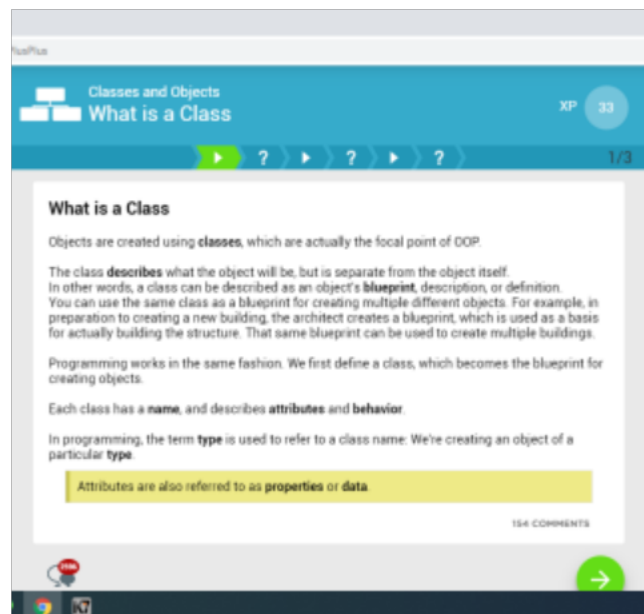 PlusPlus
Classes and Objects
What is a Class
XP 33
? ? ? 1/3
What is a Class
Objects are created using classes, which are actually the focal point of OOP.
The class describes what the object will be, but is separate from the object itself.
In other words, a class can be described as an object's blueprint, description, or definition.
You can use the same class as a blueprint for creating multiple different objects. For example, in
preparation to creating a new building, the architect creates a blueprint, which is used as a basis
for actually building the structure. That same blueprint can be used to create multiple buildings.
Programming works in the same fashion. We first define a class, which becomes the blueprint for
creating objects.
Each class has a name, and describes attributes and behavior.
In programming, the term type is used to refer to a class name: We're creating an object of a
particular type.
Attributes are also referred to as properties or data.
154 COMMENTS